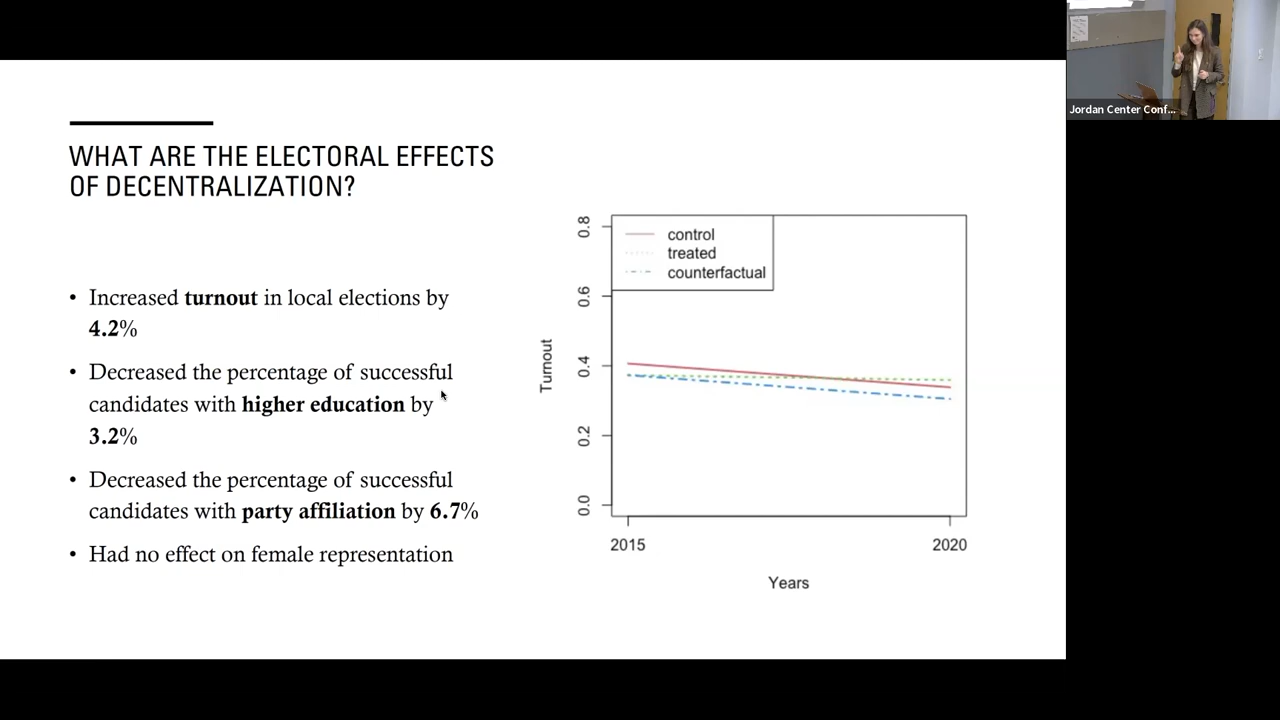 Jordan Center Conf...
WHAT ARE THE ELECTORAL EFFECTS
OF DECENTRALIZATION?
• Increased turnout in local elections by
4.2%
• Decreased the percentage of successful
candidates with higher education by
3.2%
• Decreased the percentage of successful
candidates with party affiliation by 6.7%
• Had no effect on female representation
control
treated
counterfactual
0.8
0.6
0.4
0.2
0.0
Turnout
2015
2020
Years